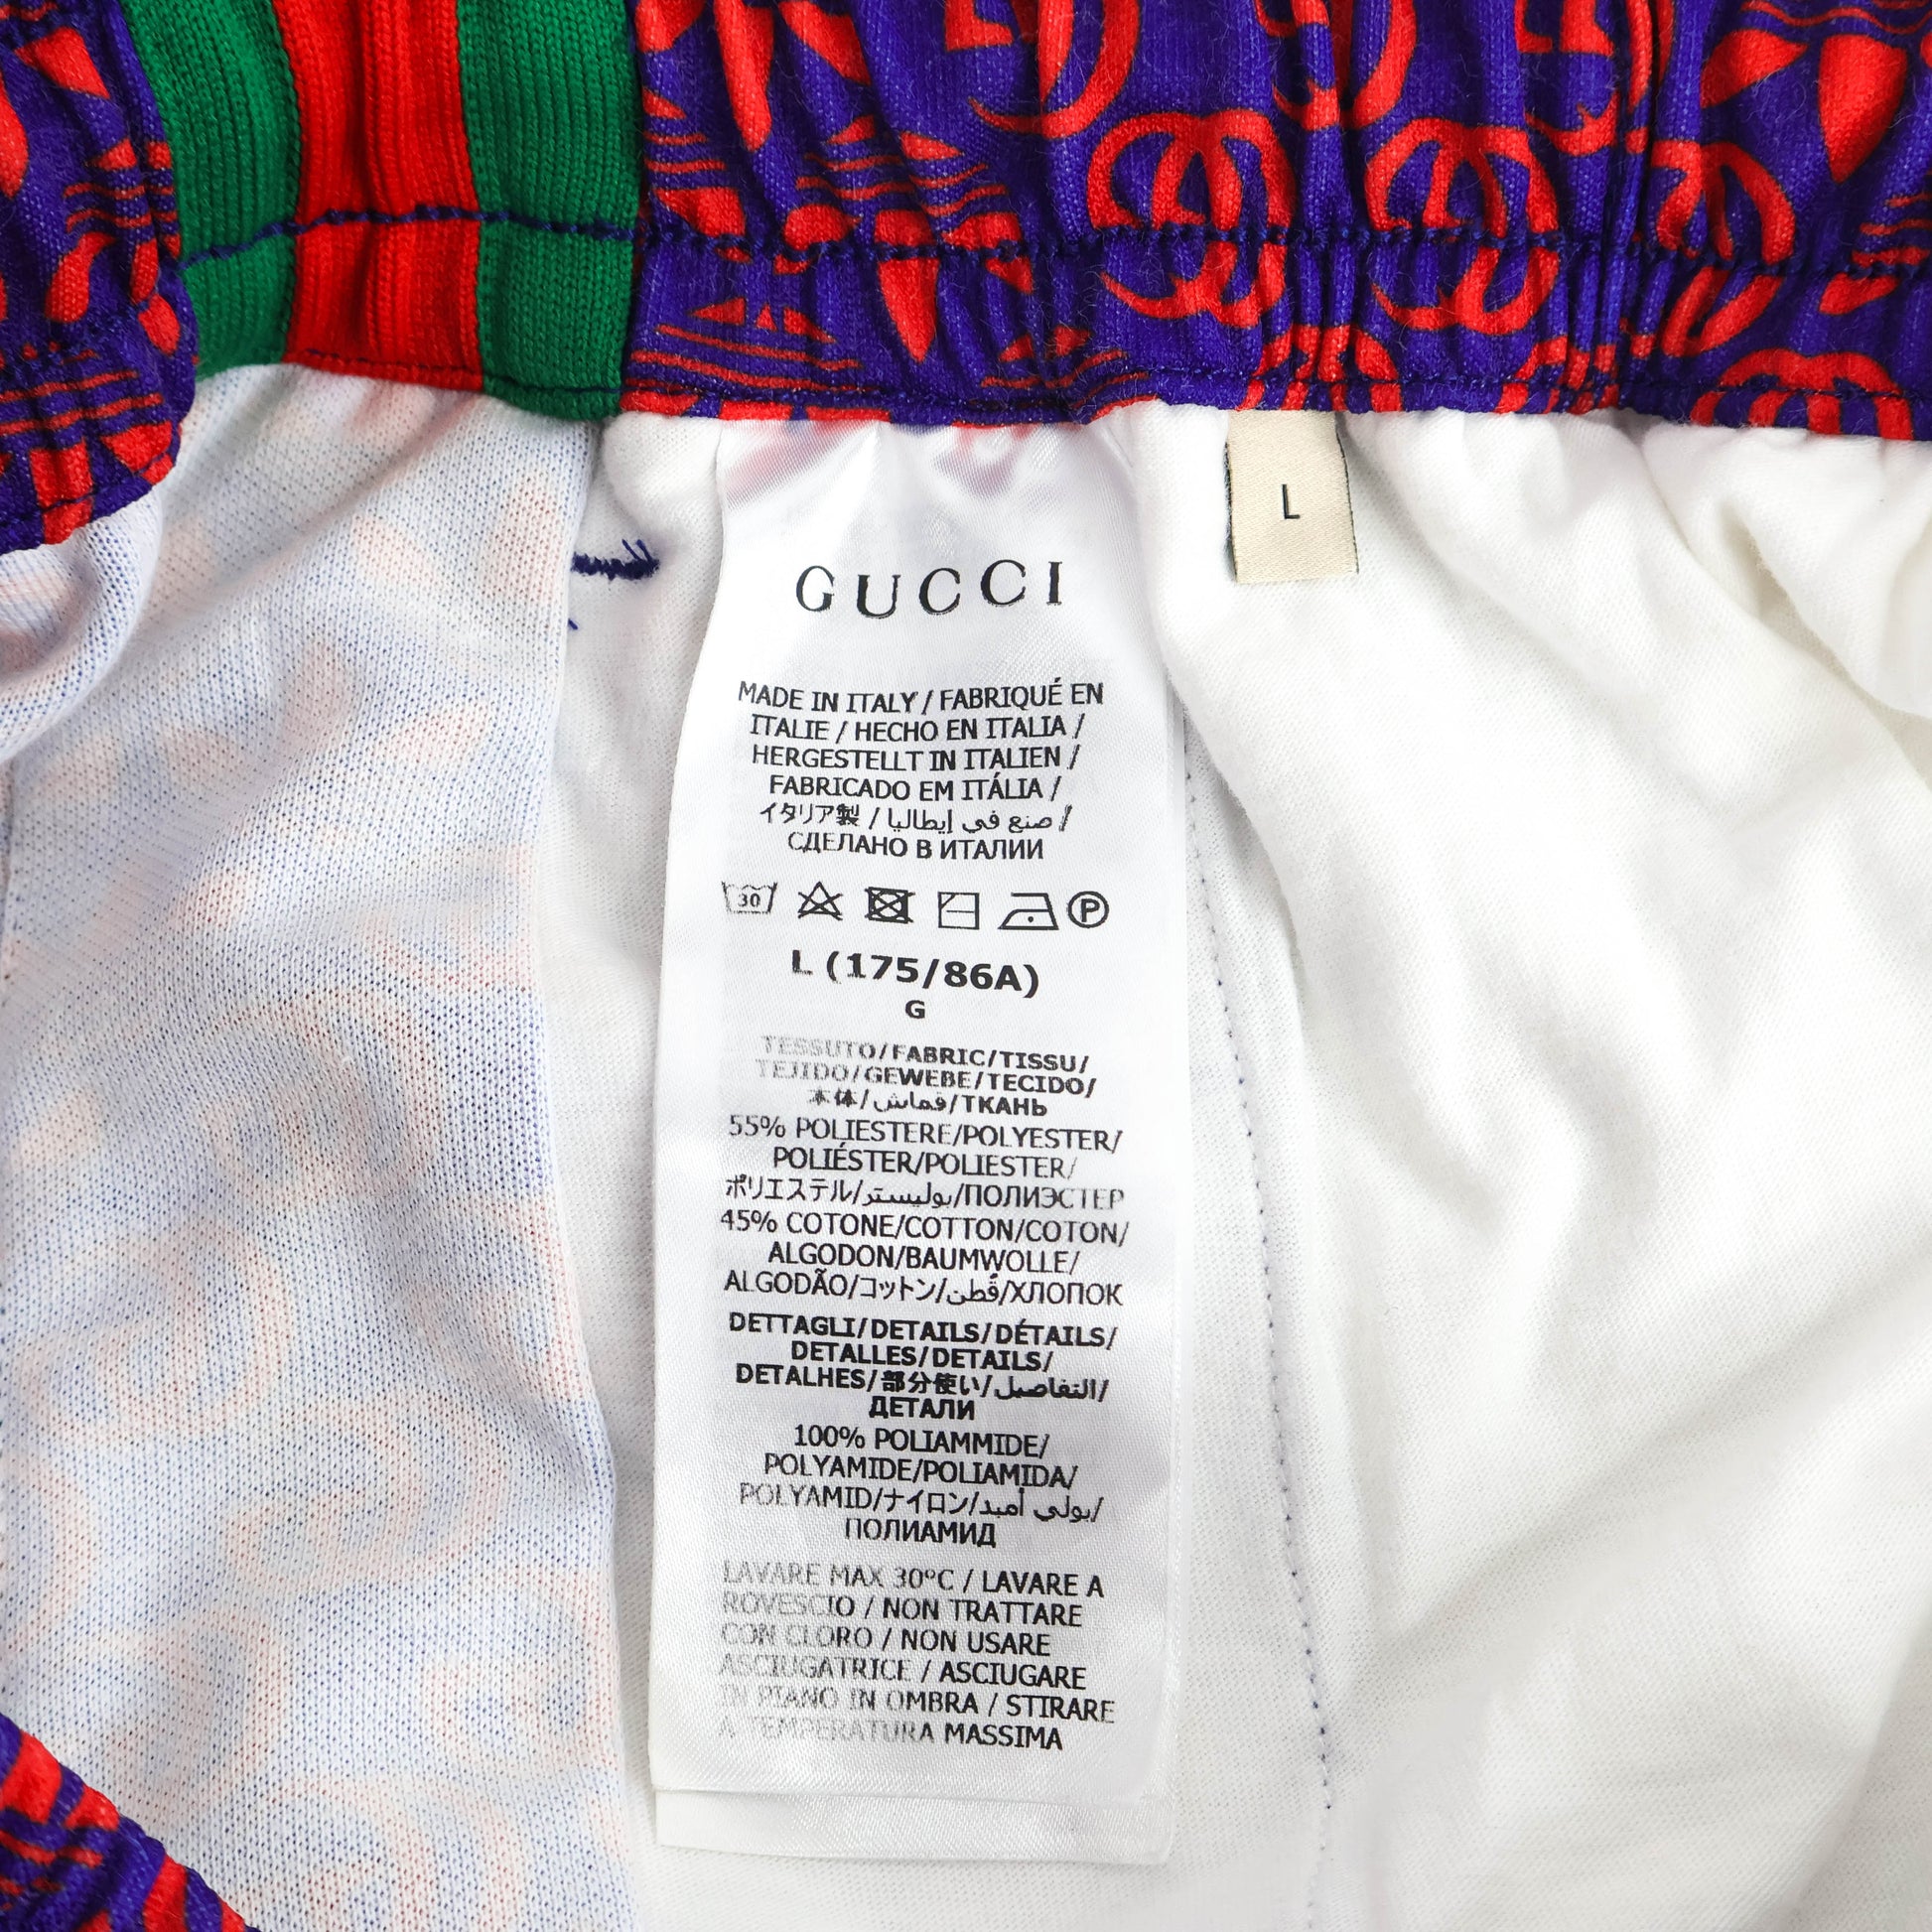 L
GUCCI
MADE IN ITALY / FABRIQUÉ EN
ITALIE / HECHO EN ITALIA /
HERGESTELLT IN ITALIEN /
FABRICADO EM ITÁLIA /
イタリア製 / صنع في إيطاليا /
СДЕЛАНО В ИТАЛИИ
30 P
L (175/86A)
G
TESSUTO/FABRIC/TISSU/
TEJIDO/GEWEBE/TECIDO/
本体/قماش/ТКАНЬ
55% POLIESTERE/POLYESTER/
POLIÉSTER/POLIESTER/
ポリエステル/بوليستر/ПОЛИЭСТЕР
45% COTONE/COTTON/COTON/
ALGODON/BAUMWOLLE/
ALGODÃO/コットン/قطن/ХЛОПОК
DETTAGLI/DETAILS/DÉTAILS/
DETALLES/DETAILS/
DETALHES/部分使い/التفاصيل/
ДЕТАЛИ
100% POLIAMMIDE/
POLYAMIDE/POLIAMIDA/
POLYAMID/ナイロン/بولي أميد/
ПОЛИАМИД
LAVARE MAX 30°C / LAVARE A
ROVESCIO / NON TRATTARE
CON CLORO / NON USARE
ASCIUGATRICE / ASCIUGARE
IN PIANO IN OMBRA / STIRARE
A TEMPERATURA MASSIMA